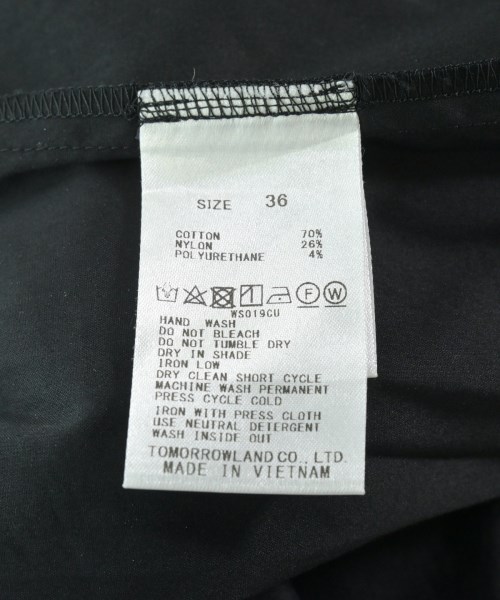 SIZE 36
COTTON 70%
NYLON 26%
POLYURETHANE 4%
F W
WS019CU
HAND WASH
DO NOT BLEACH
DO NOT TUMBLE DRY
DRY IN SHADE
IRON LOW
DRY CLEAN SHORT CYCLE
MACHINE WASH PERMANENT
PRESS CYCLE COLD
IRON WITH PRESS CLOTH
USE NEUTRAL DETERGENT
WASH INSIDE OUT
TOMORROWLAND CO., LTD.
MADE IN VIETNAM